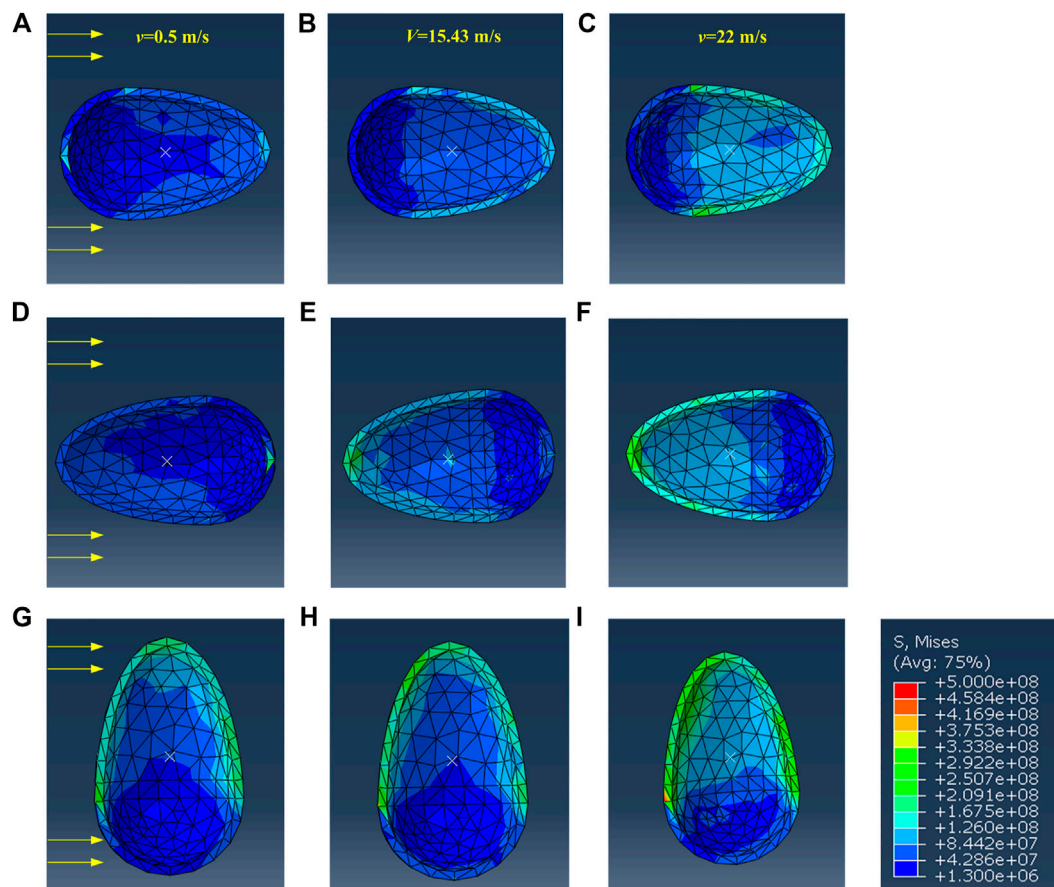 A
B
C
v=0.5 m/s
V=15.43 m/s
v=22 m/s
D
E
F
G
H
I
S, Mises
(Avg: 75%)
+5.000e+08
+4.584e+08
+4.169e+08
+3.753e+08
+3.338e+08
+2.922e+08
+2.507e+08
+2.091e+08
+1.675e+08
+1.260e+08
+8.442e+07
+4.286e+07
+1.300e+06